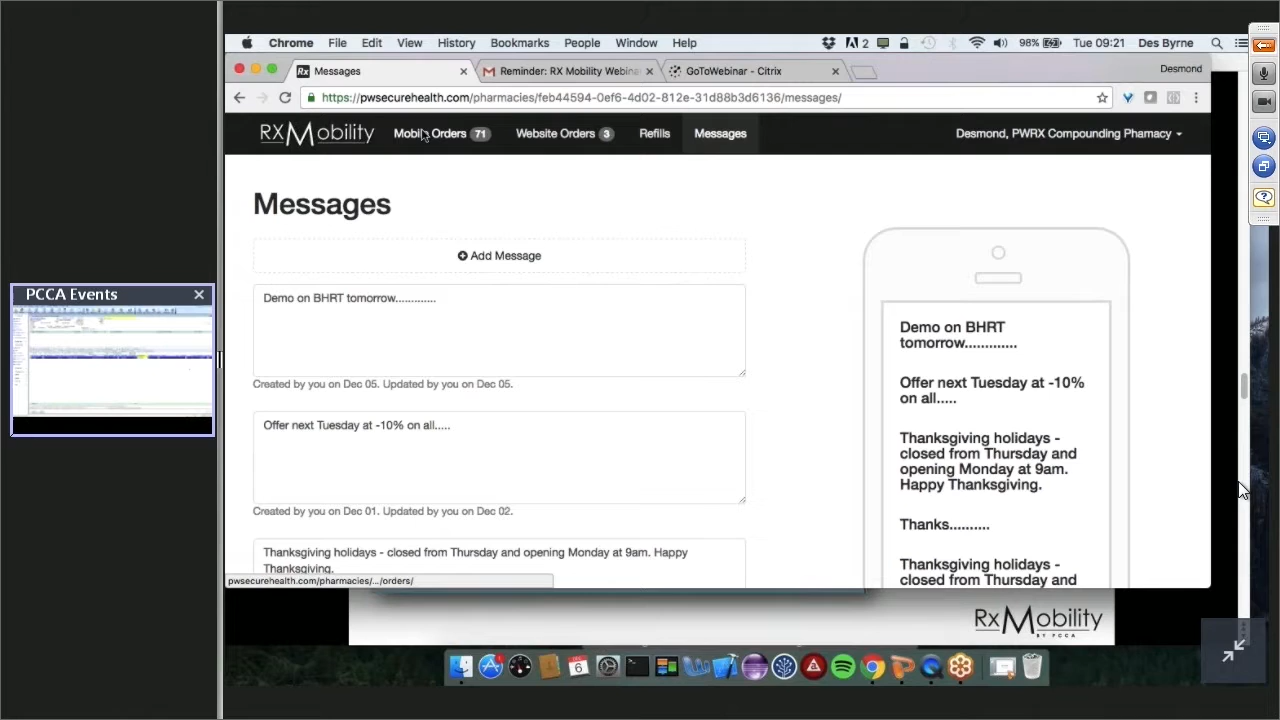 Chrome File Edit View History Bookmarks People Window Help 2 98% Tue 09:21 Des Byrne
Messages Reminder: RX Mobility Webina GoToWebinar - Citrix Desmond
https://pwsecurehealth.com/pharmacies/feb44594-0ef6-4d02-812e-31d88b3d6136/messages/
RXMobility Mobile Orders 71 Website Orders 3 Refills Messages Desmond, PWRX Compounding Phamacy
Messages
Add Message
Demo on BHRT tomorrow.............
Created by you on Dec 05. Updated by you on Dec 05.
Offer next Tuesday at -10% on all.....
Created by you on Dec 01. Updated by you on Dec 02.
Thanksgiving holidays - closed from Thursday and opening Monday at 9am. Happy
Thanksgiving.
pwsecurehealth.com/pharmacies/.../orders/
Demo on BHRT
tomorrow.............
Offer next Tuesday at -10%
on all.....
Thanksgiving holidays -
closed from Thursday and
opening Monday at 9am.
Happy Thanksgiving.
Thanks..........
Thanksgiving holidays -
closed from Thursday and
PCCA Events
RxMobility
BY PCCA
6